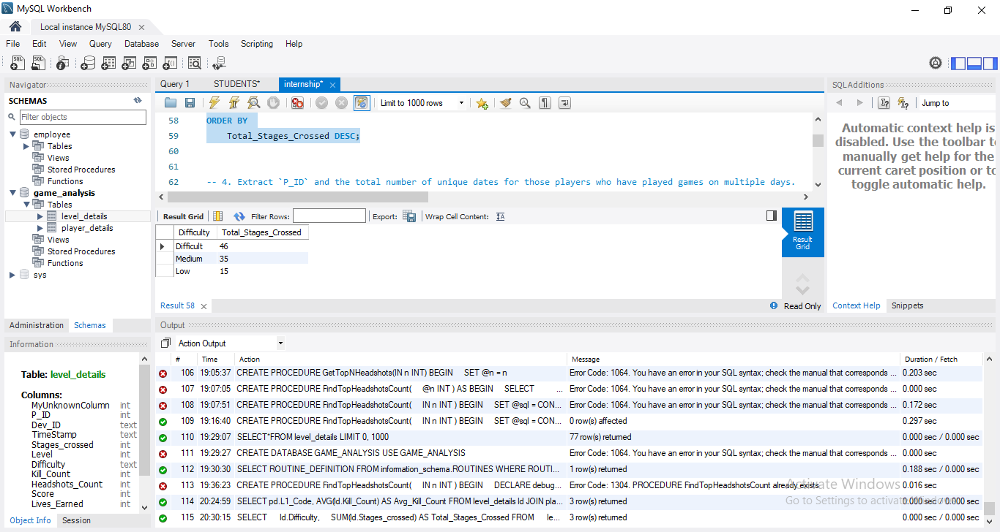 MySQL Workbench
Local instance MySQL80
File Edit View Query Database Server Tools Scripting Help
Navigator
SCHEMAS
Filter objects
employee
Tables
Views
Stored Procedures
Functions
game_analysis
Tables
level_details
player_details
Views
Stored Procedures
Functions
sys
Administration Schemas
Information
Table: level_details
Columns:
MyUnknownColumn int
P_ID int
Dev_ID text
TimeStamp text
Stages_crossed int
Level int
Difficulty text
Kill_Count int
Headshots_Count int
Score int
Lives_Earned int
Object Info Session
Query 1 STUDENTS* internship*
Limit to 1000 rows
58 ORDER BY
59 Total_Stages_Crossed DESC;
60
61
62 -- 4. Extract `P_ID` and the total number of unique dates for those players who have played games on multiple days.
Result Grid Filter Rows: Export: Wrap Cell Content:
Difficulty Total_Stages_Crossed
Difficult 46
Medium 35
Low 15
Result Grid
Result 58 Read Only
SQLAdditions
Jump to
Automatic context help is
disabled. Use the toolbar to
manually get help for the
current caret position or to
toggle automatic help.
Context Help Snippets
Output
Action Output
# Time Action Message Duration / Fetch
106 19:05:37 CREATE PROCEDURE GetTopNHeadshots(IN n INT) BEGIN SET @n = n Error Code: 1064. You have an error in your SQL syntax; check the manual that corresponds ... 0.203 sec
107 19:07:05 CREATE PROCEDURE FindTopHeadshotsCount( @n INT ) AS BEGIN SELECT ... Error Code: 1064. You have an error in your SQL syntax; check the manual that corresponds ... 0.000 sec
108 19:07:51 CREATE PROCEDURE FindTopHeadshotsCount( IN n INT ) BEGIN SET @sql = CON... Error Code: 1064. You have an error in your SQL syntax; check the manual that corresponds ... 0.172 sec
109 19:16:40 CREATE PROCEDURE FindTopHeadshotsCount( IN n INT ) BEGIN SET @sql = CON... 0 row(s) affected 0.297 sec
110 19:29:07 SELECT*FROM level_details LIMIT 0, 1000 77 row(s) returned 0.000 sec / 0.000 sec
111 19:29:27 CREATE DATABASE GAME_ANALYSIS USE GAME_ANALYSIS Error Code: 1064. You have an error in your SQL syntax; check the manual that corresponds ... 0.000 sec
112 19:30:30 SELECT ROUTINE_DEFINITION FROM information_schema.ROUTINES WHERE ROUTI... 1 row(s) returned 0.188 sec / 0.000 sec
113 19:36:23 CREATE PROCEDURE FindTopHeadshotsCount( IN n INT ) BEGIN DECLARE debug... Error Code: 1304. PROCEDURE FindTopHeadshotsCount already exists 0.016 sec
114 20:24:59 SELECT pd.L1_Code, AVG(ld.Kill_Count) AS Avg_Kill_Count FROM level_details ld JOIN pla... 3 row(s) returned 0.000 sec / 0.000 sec
115 20:30:15 SELECT ld.Difficulty, SUM(ld.Stages_crossed) AS Total_Stages_Crossed FROM le... 3 row(s) returned 0.000 sec / 0.000 sec
Activate Windows
Go to Settings to activate Windows.